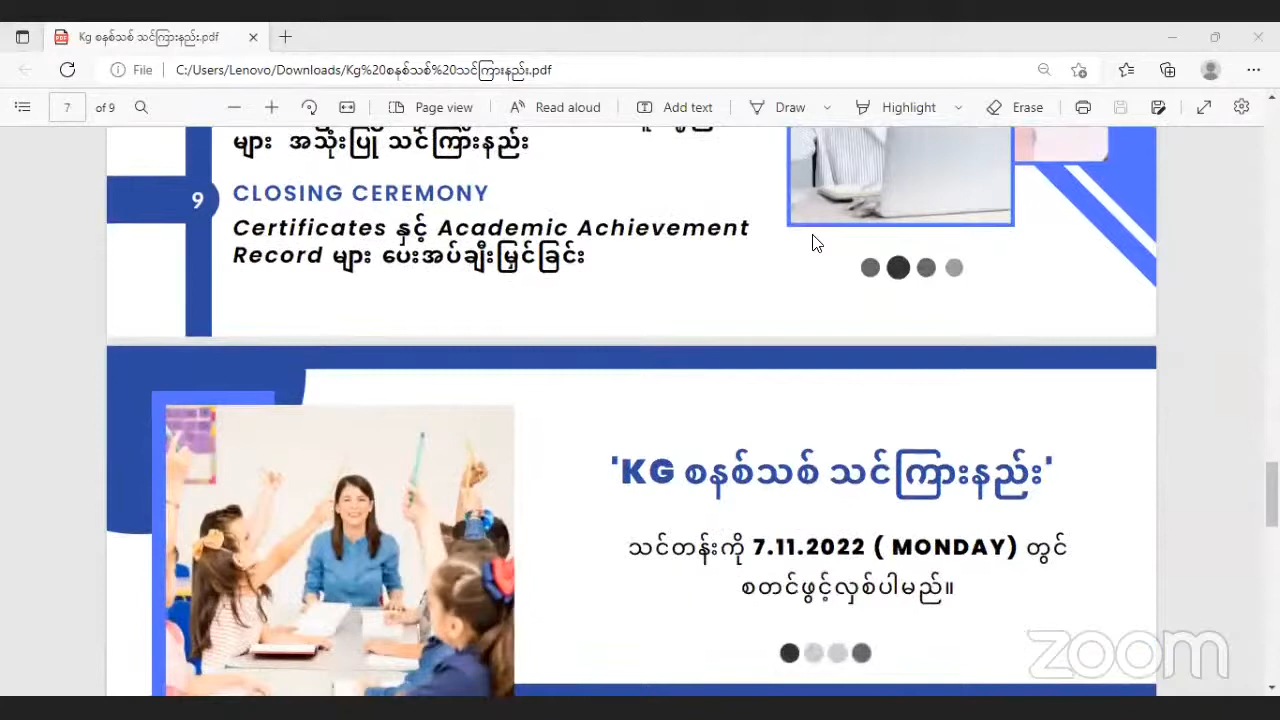 Kg စနစ်သစ် သင်ကြားနည်း.pdf
File C:/Users/Lenovo/Downloads/Kg%20စနစ်သစ်%20သင်ကြားနည်း.pdf
7 of 9 Page view Read aloud Add text Draw Highlight Erase
များ အသုံးပြု သင်ကြားနည်း
9 CLOSING CEREMONY
Certificates နှင့် Academic Achievement
Record များ ပေးအပ်ချီးမြှင့်ခြင်း
'KG စနစ်သစ် သင်ကြားနည်း'
သင်တန်းကို 7.11.2022 ( MONDAY) တွင်
စတင်ဖွင့်လှစ်ပါမည်။
zoom